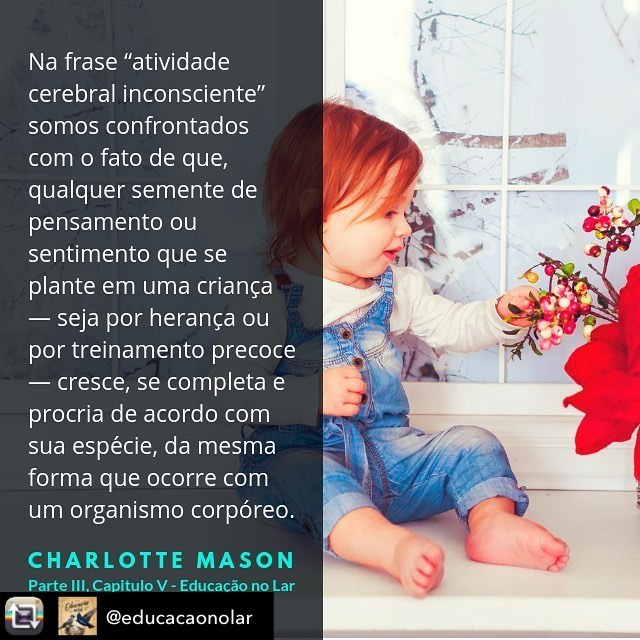 Na frase “atividade
cerebral inconsciente”
somos confrontados
com o fato de que,
qualquer semente de
pensamento ou
sentimento que se
plante em uma criança
— seja por herança ou
por treinamento precoce
— cresce, se completa e
procria de acordo com
sua espécie, da mesma
forma que ocorre com
um organismo corpóreo.
CHARLOTTE MASON
Parte III, Capitulo V - Educação no Lar
@educacaonolar